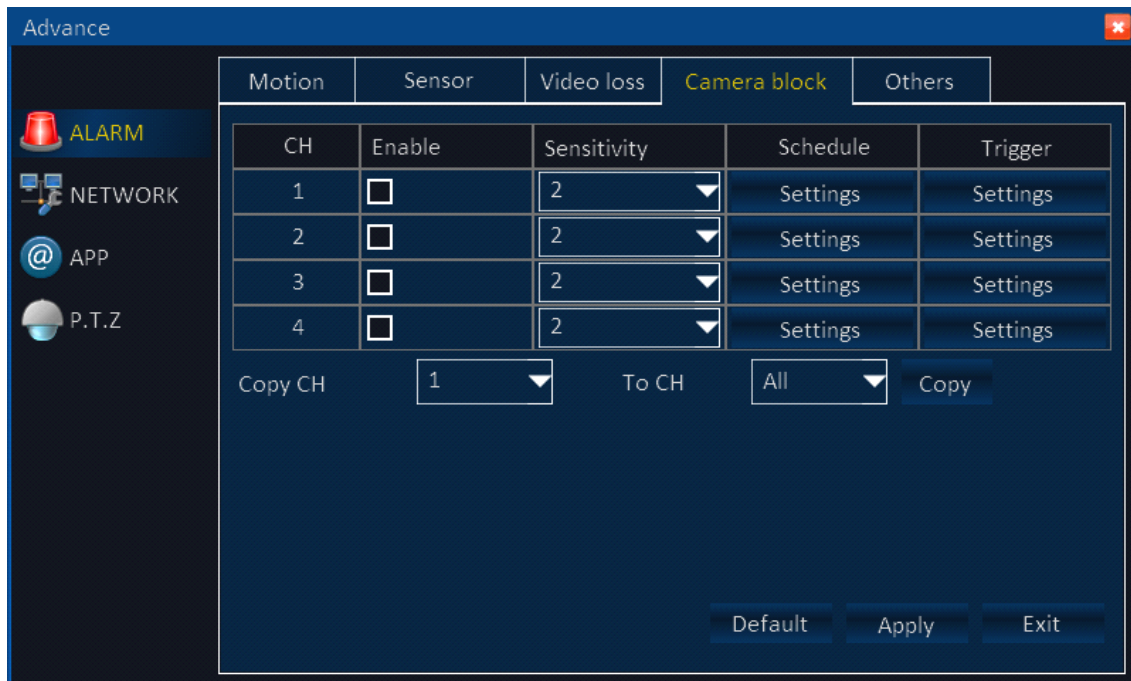 Advance
Motion Sensor Video loss Camera block Others
ALARM
NETWORK
@ APP
P.T.Z
CH Enable Sensitivity Schedule Trigger
1 2 Settings Settings
2 2 Settings Settings
3 2 Settings Settings
4 2 Settings Settings
Copy CH 1 To CH All Copy
Default Apply Exit